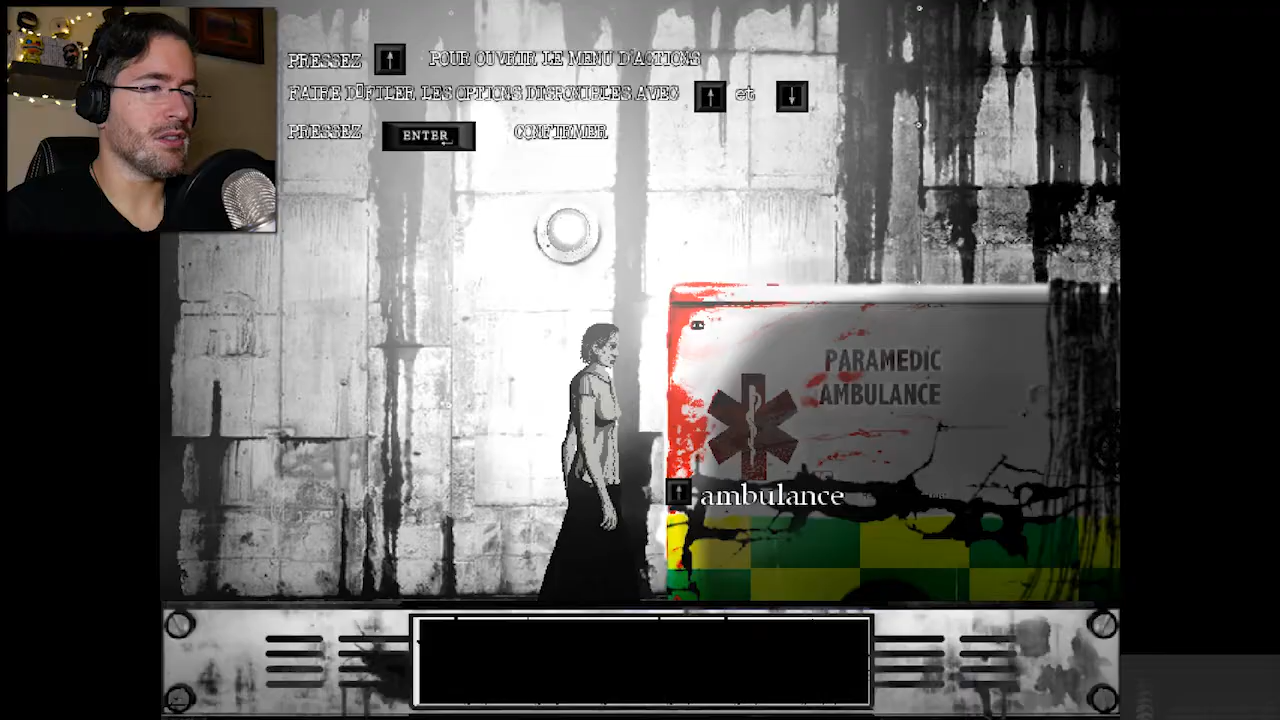 PRESSEZ ↑ POUR OUVRIR LE MENU D'ACTIONS
FAIRE DÉFILER LES OPTIONS DISPONIBLES AVEC ↑ et ↓
PRESSEZ ENTER CONFIRMER
PARAMEDIC
AMBULANCE
↑ ambulance